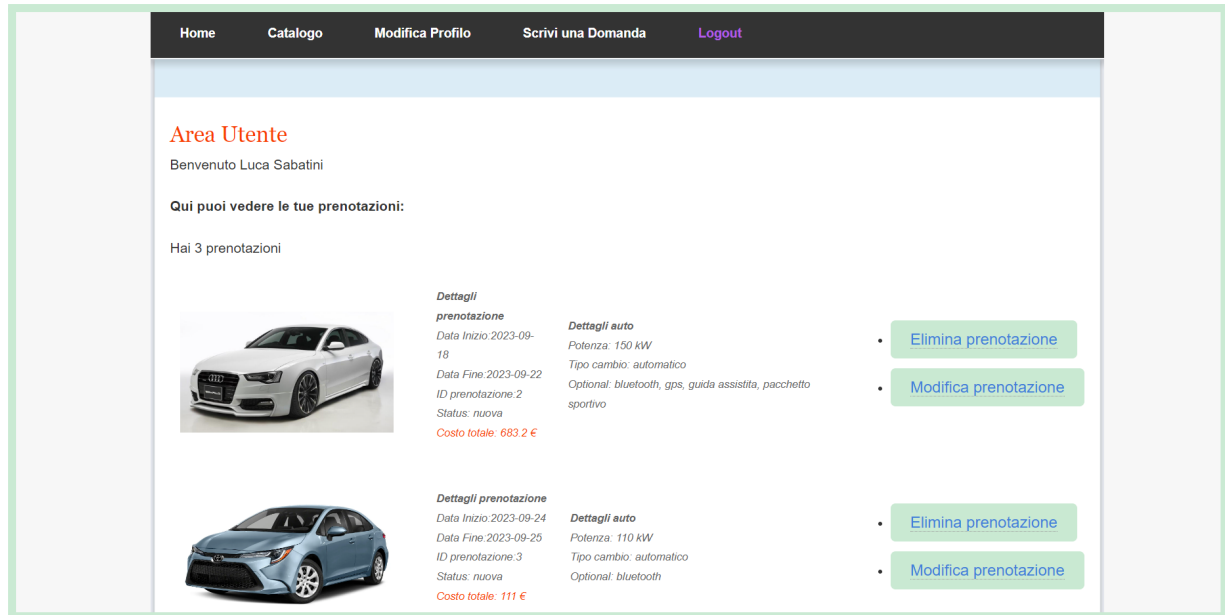 Home Catalogo Modifica Profilo Scrivi una Domanda Logout
Area Utente
Benvenuto Luca Sabatini
Qui puoi vedere le tue prenotazioni:
Hai 3 prenotazioni
Dettagli
prenotazione
Data Inizio:2023-09-
18
Data Fine:2023-09-22
ID prenotazione:2
Status: nuova
Costo totale: 683.2 €
Dettagli auto
Potenza: 150 kW
Tipo cambio: automatico
Optional: bluetooth, gps, guida assistita, pacchetto
sportivo
Elimina prenotazione
Modifica prenotazione
Dettagli prenotazione
Data Inizio:2023-09-24
Data Fine:2023-09-25
ID prenotazione:3
Status: nuova
Costo totale: 111 €
Dettagli auto
Potenza: 110 kW
Tipo cambio: automatico
Optional: bluetooth
Elimina prenotazione
Modifica prenotazione